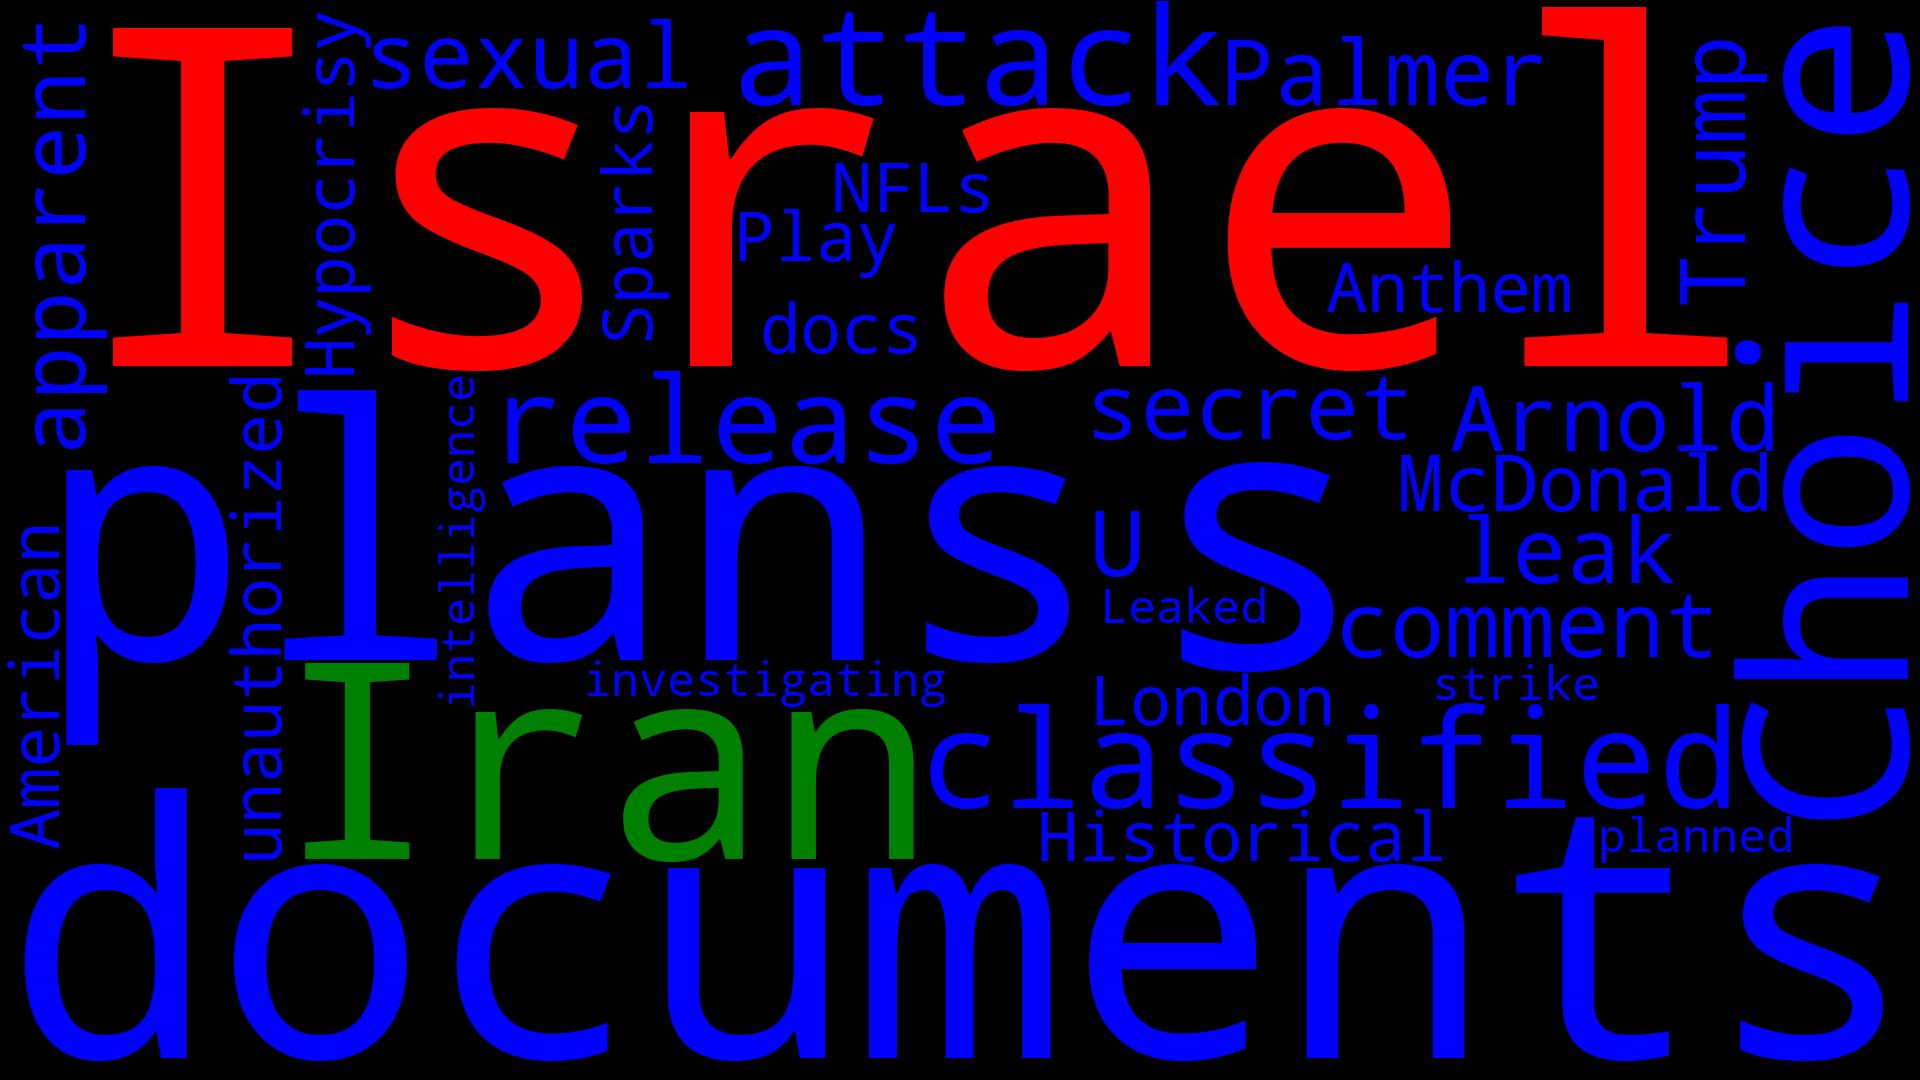 apparent
Hypocrisy
sexual
attack
Palmer
Trump
choice
Israel
Sparks
NFLs
Play
Anthem
docs
unauthorized
intelligence
release
secret
Arnold
McDonald
plans
s
U
leak
Leaked
comment
American
investigating
London
strike
Iran
classified
Historical
planned
documents